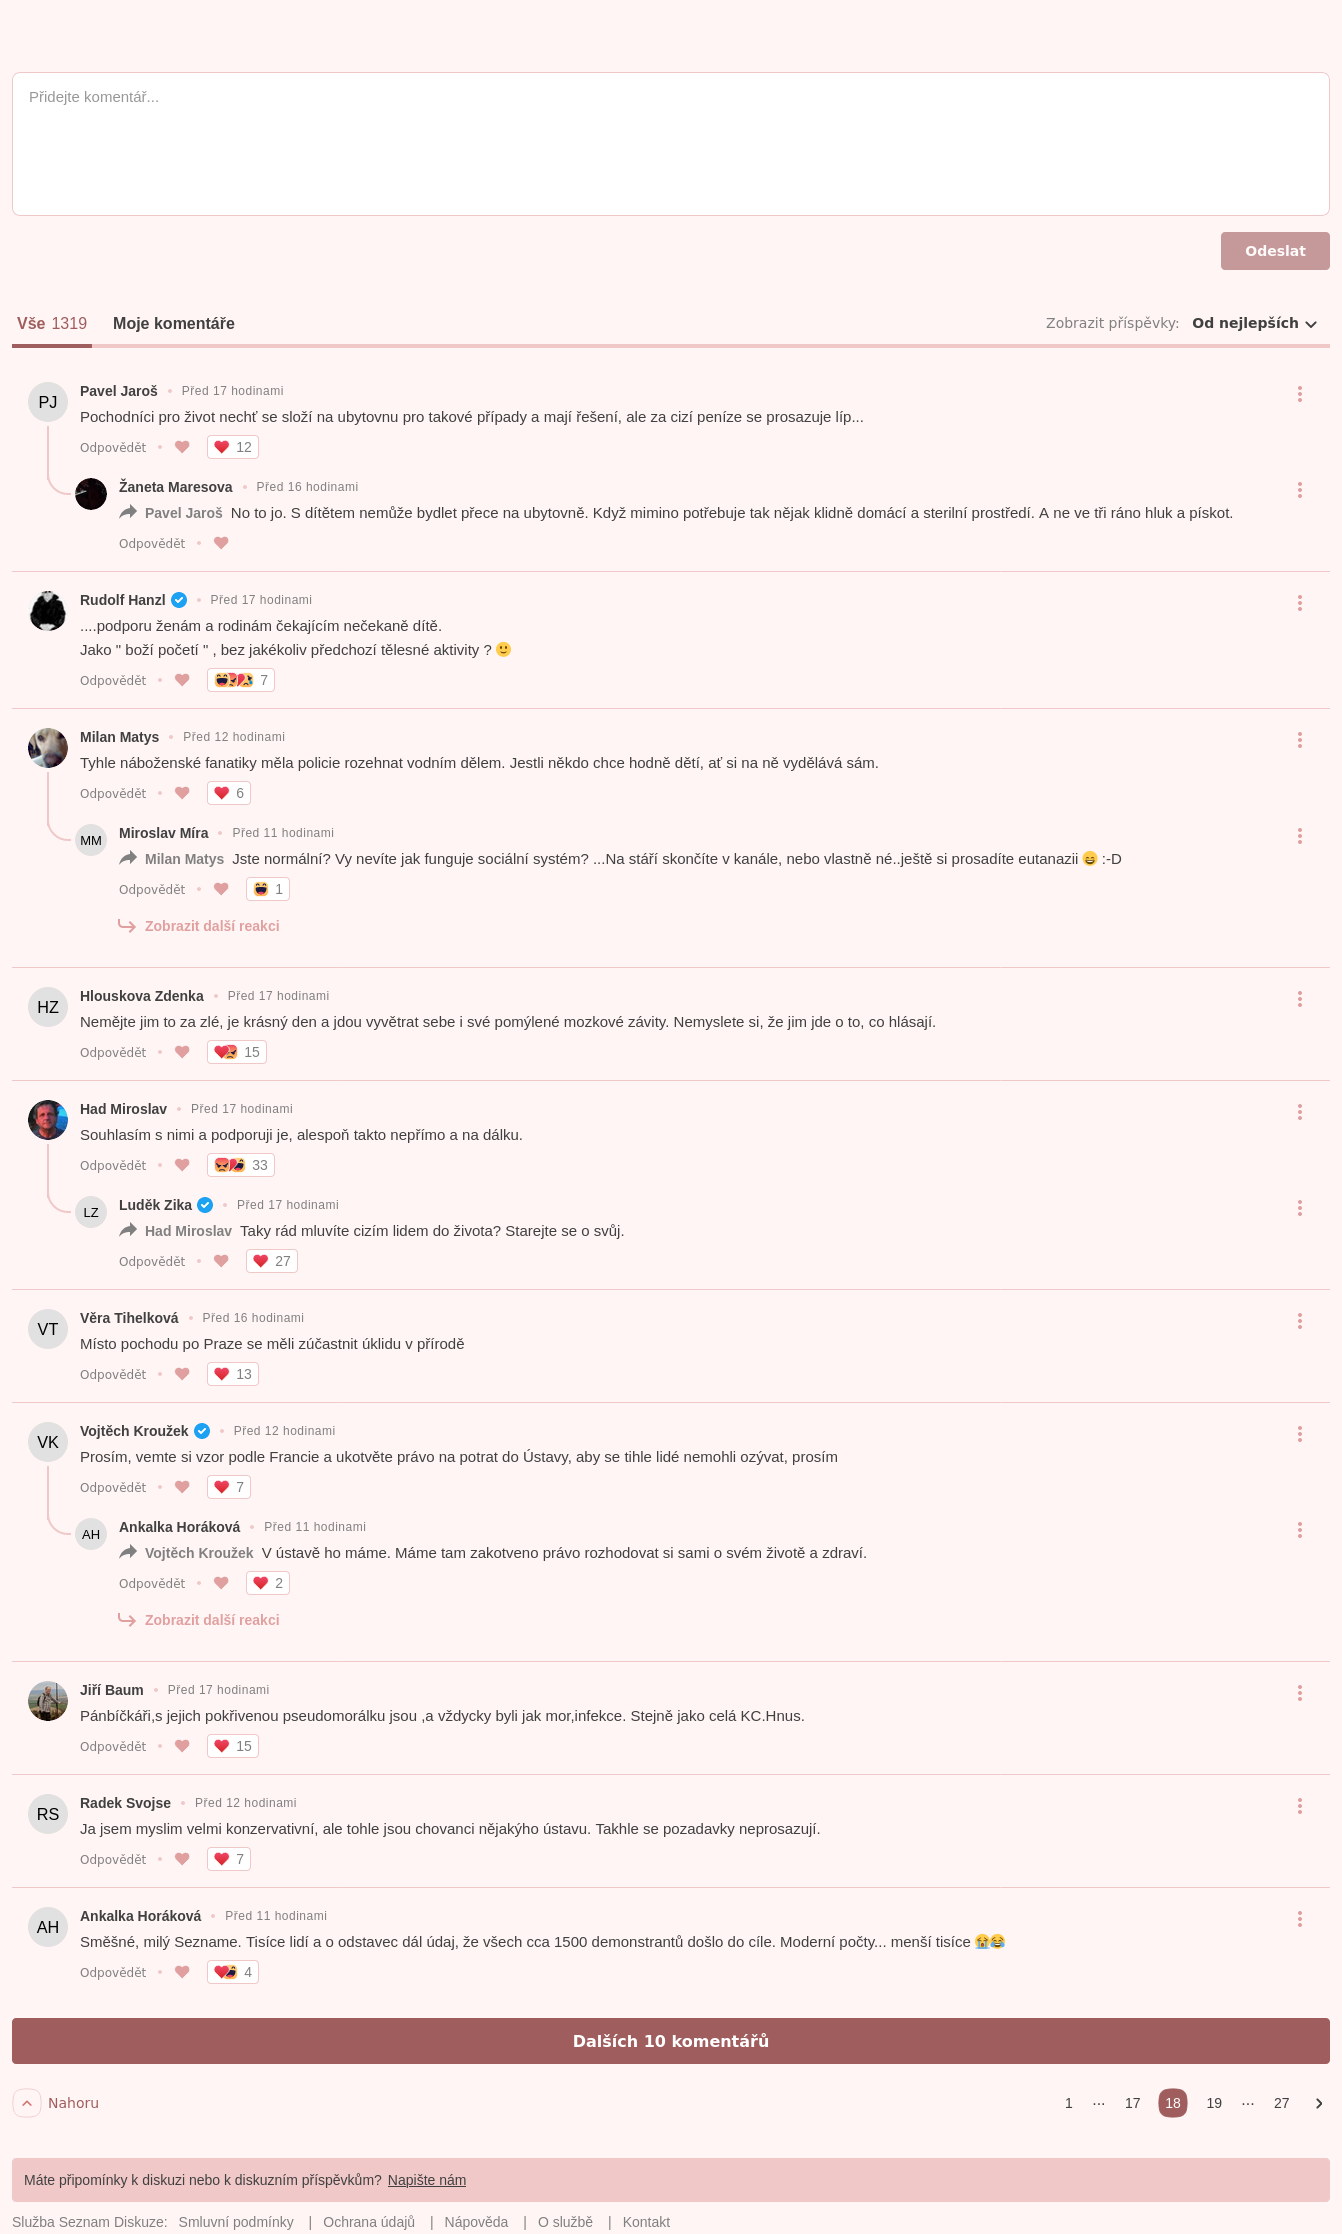 Přidejte komentář...
Odeslat
Vše 1319 Moje komentáře Zobrazit příspěvky: Od nejlepších
PJ
Pavel Jaroš • Před 17 hodinami
Pochodníci pro život nechť se složí na ubytovnu pro takové případy a mají řešení, ale za cizí peníze se prosazuje líp...
Odpovědět • 12
Žaneta Maresova • Před 16 hodinami
Pavel Jaroš No to jo. S dítětem nemůže bydlet přece na ubytovně. Když mimino potřebuje tak nějak klidně domácí a sterilní prostředí. A ne ve tři ráno hluk a pískot.
Odpovědět •
Rudolf Hanzl • Před 17 hodinami
....podporu ženám a rodinám čekajícím nečekaně dítě.
Jako " boží početí " , bez jakékoliv předchozí tělesné aktivity ? 🙂
Odpovědět • 7
Milan Matys • Před 12 hodinami
Tyhle náboženské fanatiky měla policie rozehnat vodním dělem. Jestli někdo chce hodně dětí, ať si na ně vydělává sám.
Odpovědět • 6
MM
Miroslav Míra • Před 11 hodinami
Milan Matys Jste normální? Vy nevíte jak funguje sociální systém? ...Na stáří skončíte v kanále, nebo vlastně né..ještě si prosadíte eutanazii 😄 :-D
Odpovědět • 1
Zobrazit další reakci
HZ
Hlouskova Zdenka • Před 17 hodinami
Nemějte jim to za zlé, je krásný den a jdou vyvětrat sebe i své pomýlené mozkové závity. Nemyslete si, že jim jde o to, co hlásají.
Odpovědět • 15
Had Miroslav • Před 17 hodinami
Souhlasím s nimi a podporuji je, alespoň takto nepřímo a na dálku.
Odpovědět • 33
LZ
Luděk Zika • Před 17 hodinami
Had Miroslav Taky rád mluvíte cizím lidem do života? Starejte se o svůj.
Odpovědět • 27
VT
Věra Tihelková • Před 16 hodinami
Místo pochodu po Praze se měli zúčastnit úklidu v přírodě
Odpovědět • 13
VK
Vojtěch Kroužek • Před 12 hodinami
Prosím, vemte si vzor podle Francie a ukotvěte právo na potrat do Ústavy, aby se tihle lidé nemohli ozývat, prosím
Odpovědět • 7
AH
Ankalka Horáková • Před 11 hodinami
Vojtěch Kroužek V ústavě ho máme. Máme tam zakotveno právo rozhodovat si sami o svém životě a zdraví.
Odpovědět • 2
Zobrazit další reakci
Jiří Baum • Před 17 hodinami
Pánbíčkáři,s jejich pokřivenou pseudomorálku jsou ,a vždycky byli jak mor,infekce. Stejně jako celá KC.Hnus.
Odpovědět • 15
RS
Radek Svojse • Před 12 hodinami
Ja jsem myslim velmi konzervativní, ale tohle jsou chovanci nějakýho ústavu. Takhle se pozadavky neprosazují.
Odpovědět • 7
AH
Ankalka Horáková • Před 11 hodinami
Směšné, milý Sezname. Tisíce lidí a o odstavec dál údaj, že všech cca 1500 demonstrantů došlo do cíle. Moderní počty... menší tisíce 😭😂
Odpovědět • 4
Dalších 10 komentářů
Nahoru 1 ··· 17 18 19 ··· 27
Máte připomínky k diskuzi nebo k diskuzním příspěvkům? Napište nám
Služba Seznam Diskuze: Smluvní podmínky | Ochrana údajů | Nápověda | O službě | Kontakt